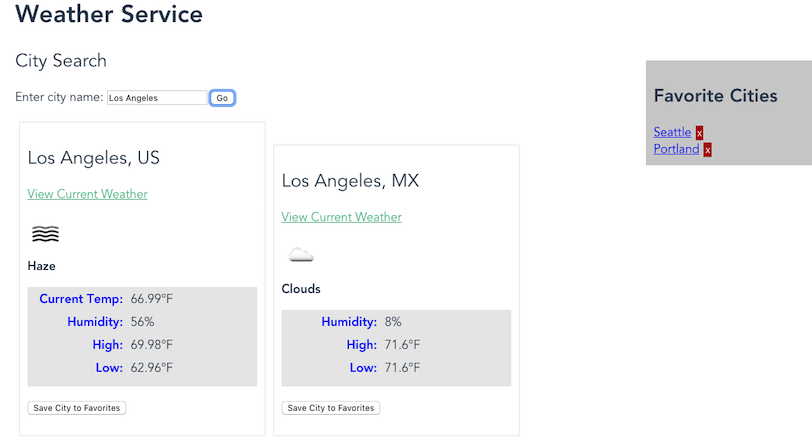 Weather Service
City Search
Enter city name: Los Angeles Go
Los Angeles, US
View Current Weather
Haze
Current Temp: 66.99°F
Humidity: 56%
High: 69.98°F
Low: 62.96°F
Save City to Favorites
Los Angeles, MX
View Current Weather
Clouds
Humidity: 8%
High: 71.6°F
Low: 71.6°F
Save City to Favorites
Favorite Cities
Seattle x
Portland x